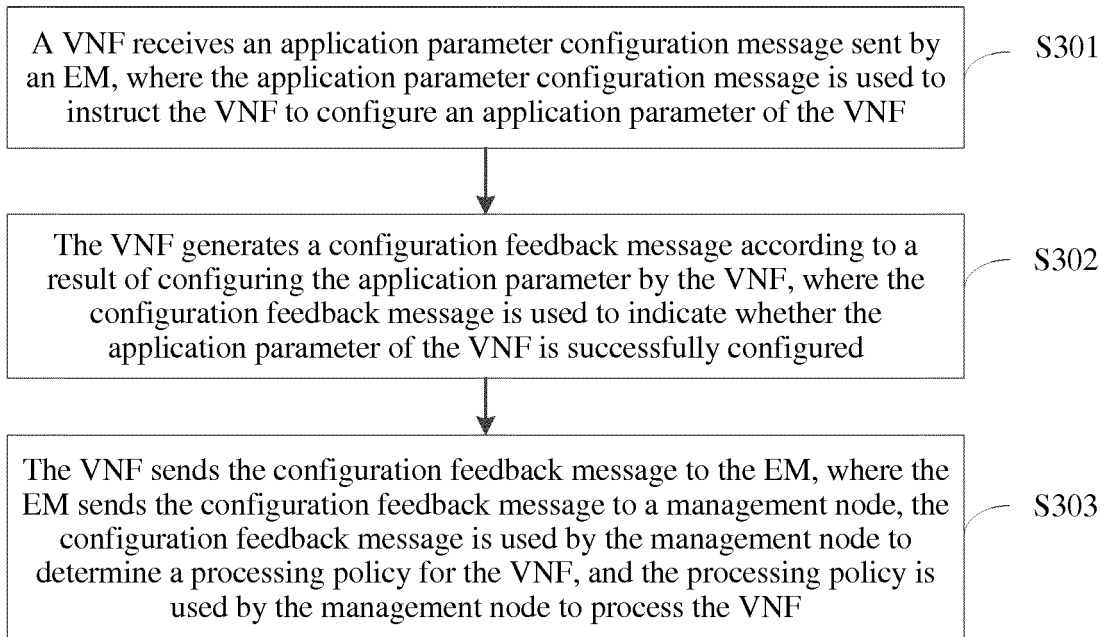 A VNF receives an application parameter configuration message sent by
an EM, where the application parameter configuration message is used to
instruct the VNF to configure an application parameter of the VNF
S301
The VNF generates a configuration feedback message according to a
result of configuring the application parameter by the VNF, where the
configuration feedback message is used to indicate whether the
application parameter of the VNF is successfully configured
S302
The VNF sends the configuration feedback message to the EM, where the
EM sends the configuration feedback message to a management node, the
configuration feedback message is used by the management node to
determine a processing policy for the VNF, and the processing policy is
used by the management node to process the VNF
S303